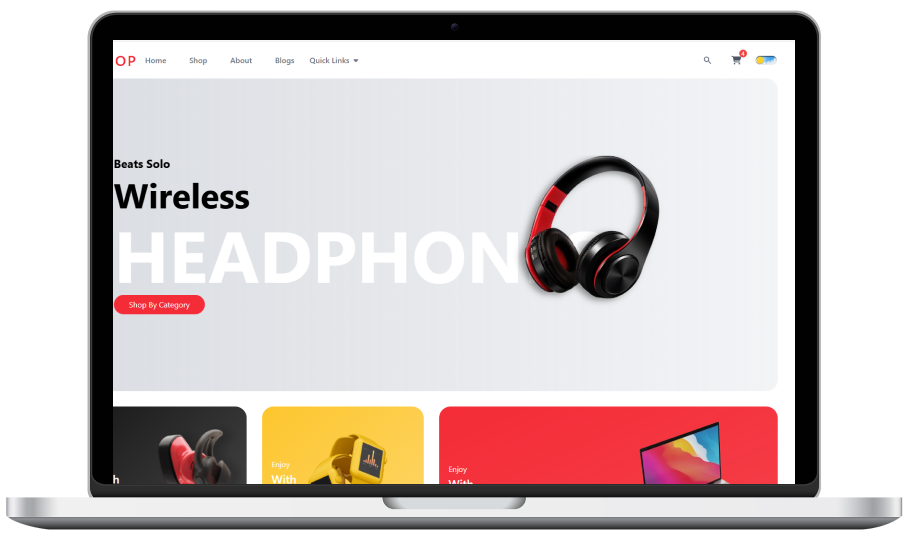 OP Home Shop About Blogs Quick Links
4
Beats Solo
Wireless
HEADPHON
Shop By Category
Enjoy
With
Enjoy
With
h